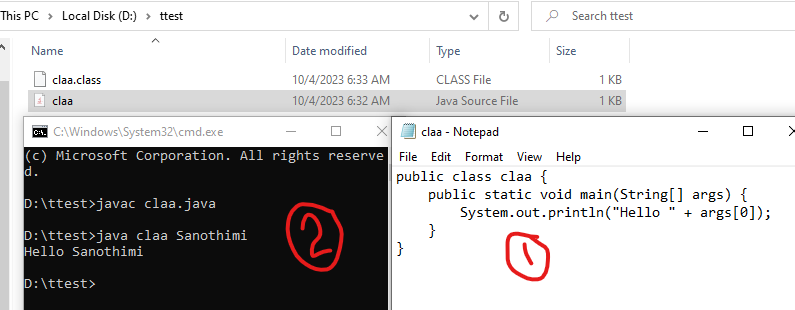 This PC > Local Disk (D:) > ttest
Search ttest
Name Date modified Type Size
claa.class 10/4/2023 6:33 AM CLASS File 1 KB
claa 10/4/2023 6:32 AM Java Source File 1 KB
C:\Windows\System32\cmd.exe
(c) Microsoft Corporation. All rights reserve
d.
D:\ttest>javac claa.java
D:\ttest>java claa Sanothimi
Hello Sanothimi
D:\ttest>
2
claa - Notepad
File Edit Format View Help
public class claa {
    public static void main(String[] args) {
        System.out.println("Hello " + args[0]);
    }
}
1